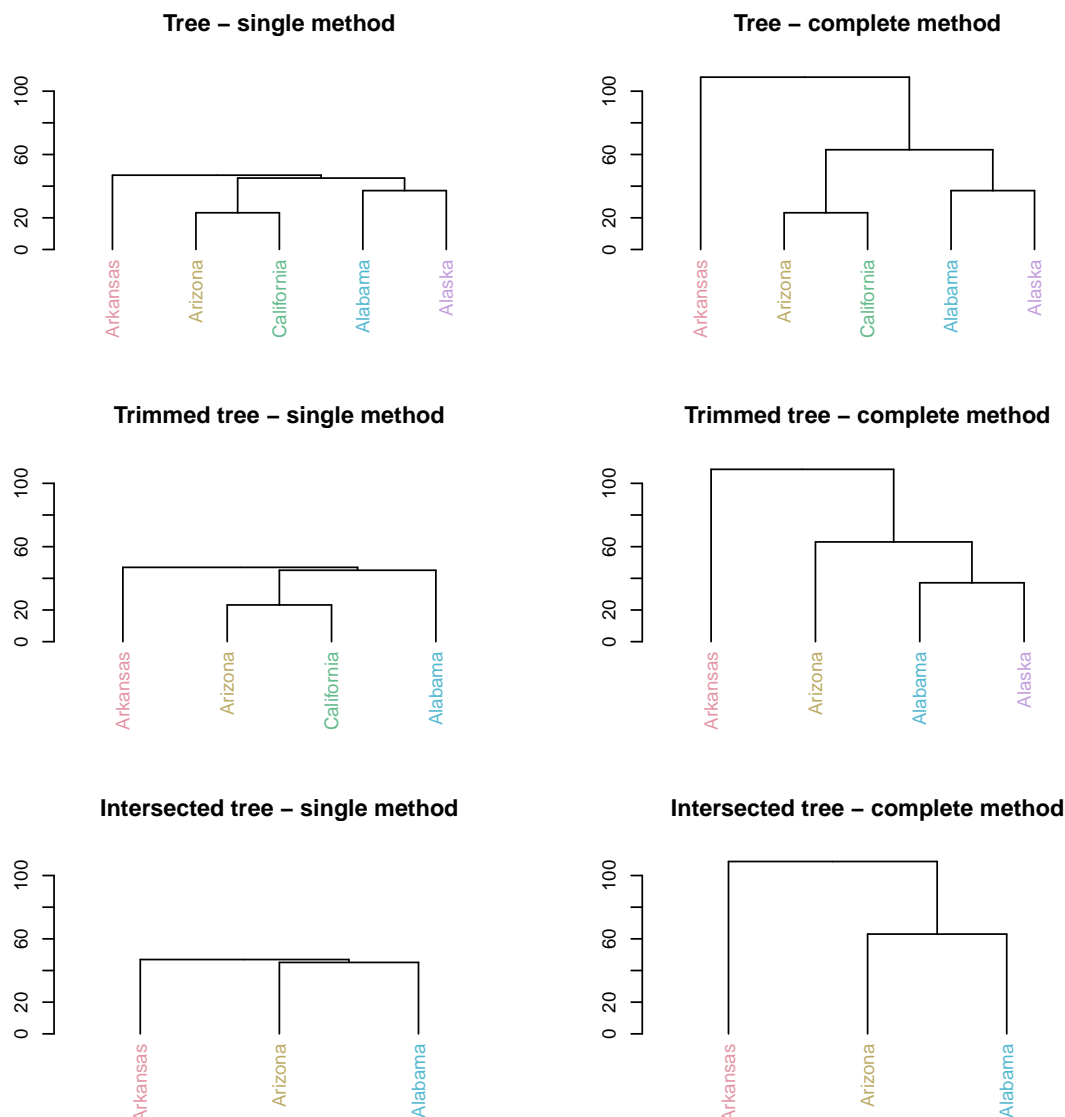 Tree – single method
100
60
20
0
Arkansas
Arizona
California
Alabama
Alaska
Tree – complete method
100
60
20
0
Arkansas
Arizona
California
Alabama
Alaska
Trimmed tree – single method
100
60
20
0
Arkansas
Arizona
California
Alabama
Trimmed tree – complete method
100
60
20
0
Arkansas
Arizona
Alabama
Alaska
Intersected tree – single method
100
60
20
0
Arkansas
Arizona
Alabama
Intersected tree – complete method
100
60
20
0
Arkansas
Arizona
Alabama